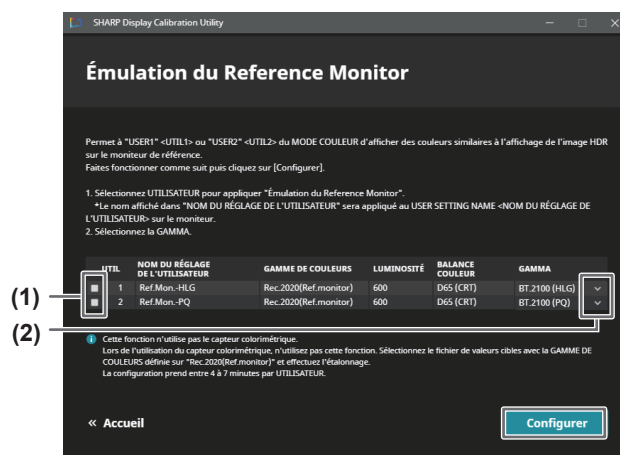 SHARP Display Calibration Utility
Émulation du Reference Monitor
Permet à "USER1" <UTIL1> ou "USER2" <UTIL2> du MODE COULEUR d'afficher des couleurs similaires à l'affichage de l'image HDR
sur le moniteur de référence.
Faites fonctionner comme suit puis cliquez sur [Configurer].
1. Sélectionnez UTILISATEUR pour appliquer "Émulation du Reference Monitor".
*Le nom affiché dans "NOM DU RÉGLAGE DE L'UTILISATEUR" sera appliqué au USER SETTING NAME <NOM DU RÉGLAGE DE
L'UTILISATEUR> sur le moniteur.
2. Sélectionnez la GAMMA.
UTIL NOM DU RÉGLAGE DE L'UTILISATEUR GAMME DE COULEURS LUMINOSITÉ BALANCE COULEUR GAMMA
1 Ref.Mon.-HLG Rec.2020(Ref.monitor) 600 D65 (CRT) BT.2100 (HLG)
(1)
2 Ref.Mon.-PQ Rec.2020(Ref.monitor) 600 D65 (CRT) BT.2100 (PQ)
(2)
Cette fonction n'utilise pas le capteur colorimétrique.
Lors de l'utilisation du capteur colorimétrique, n'utilisez pas cette fonction. Sélectionnez le fichier de valeurs cibles avec la GAMME DE
COULEURS définie sur "Rec.2020(Ref.monitor)" et effectuez l'étalonnage.
La configuration prend entre 4 à 7 minutes par UTILISATEUR.
« Accueil
Configurer